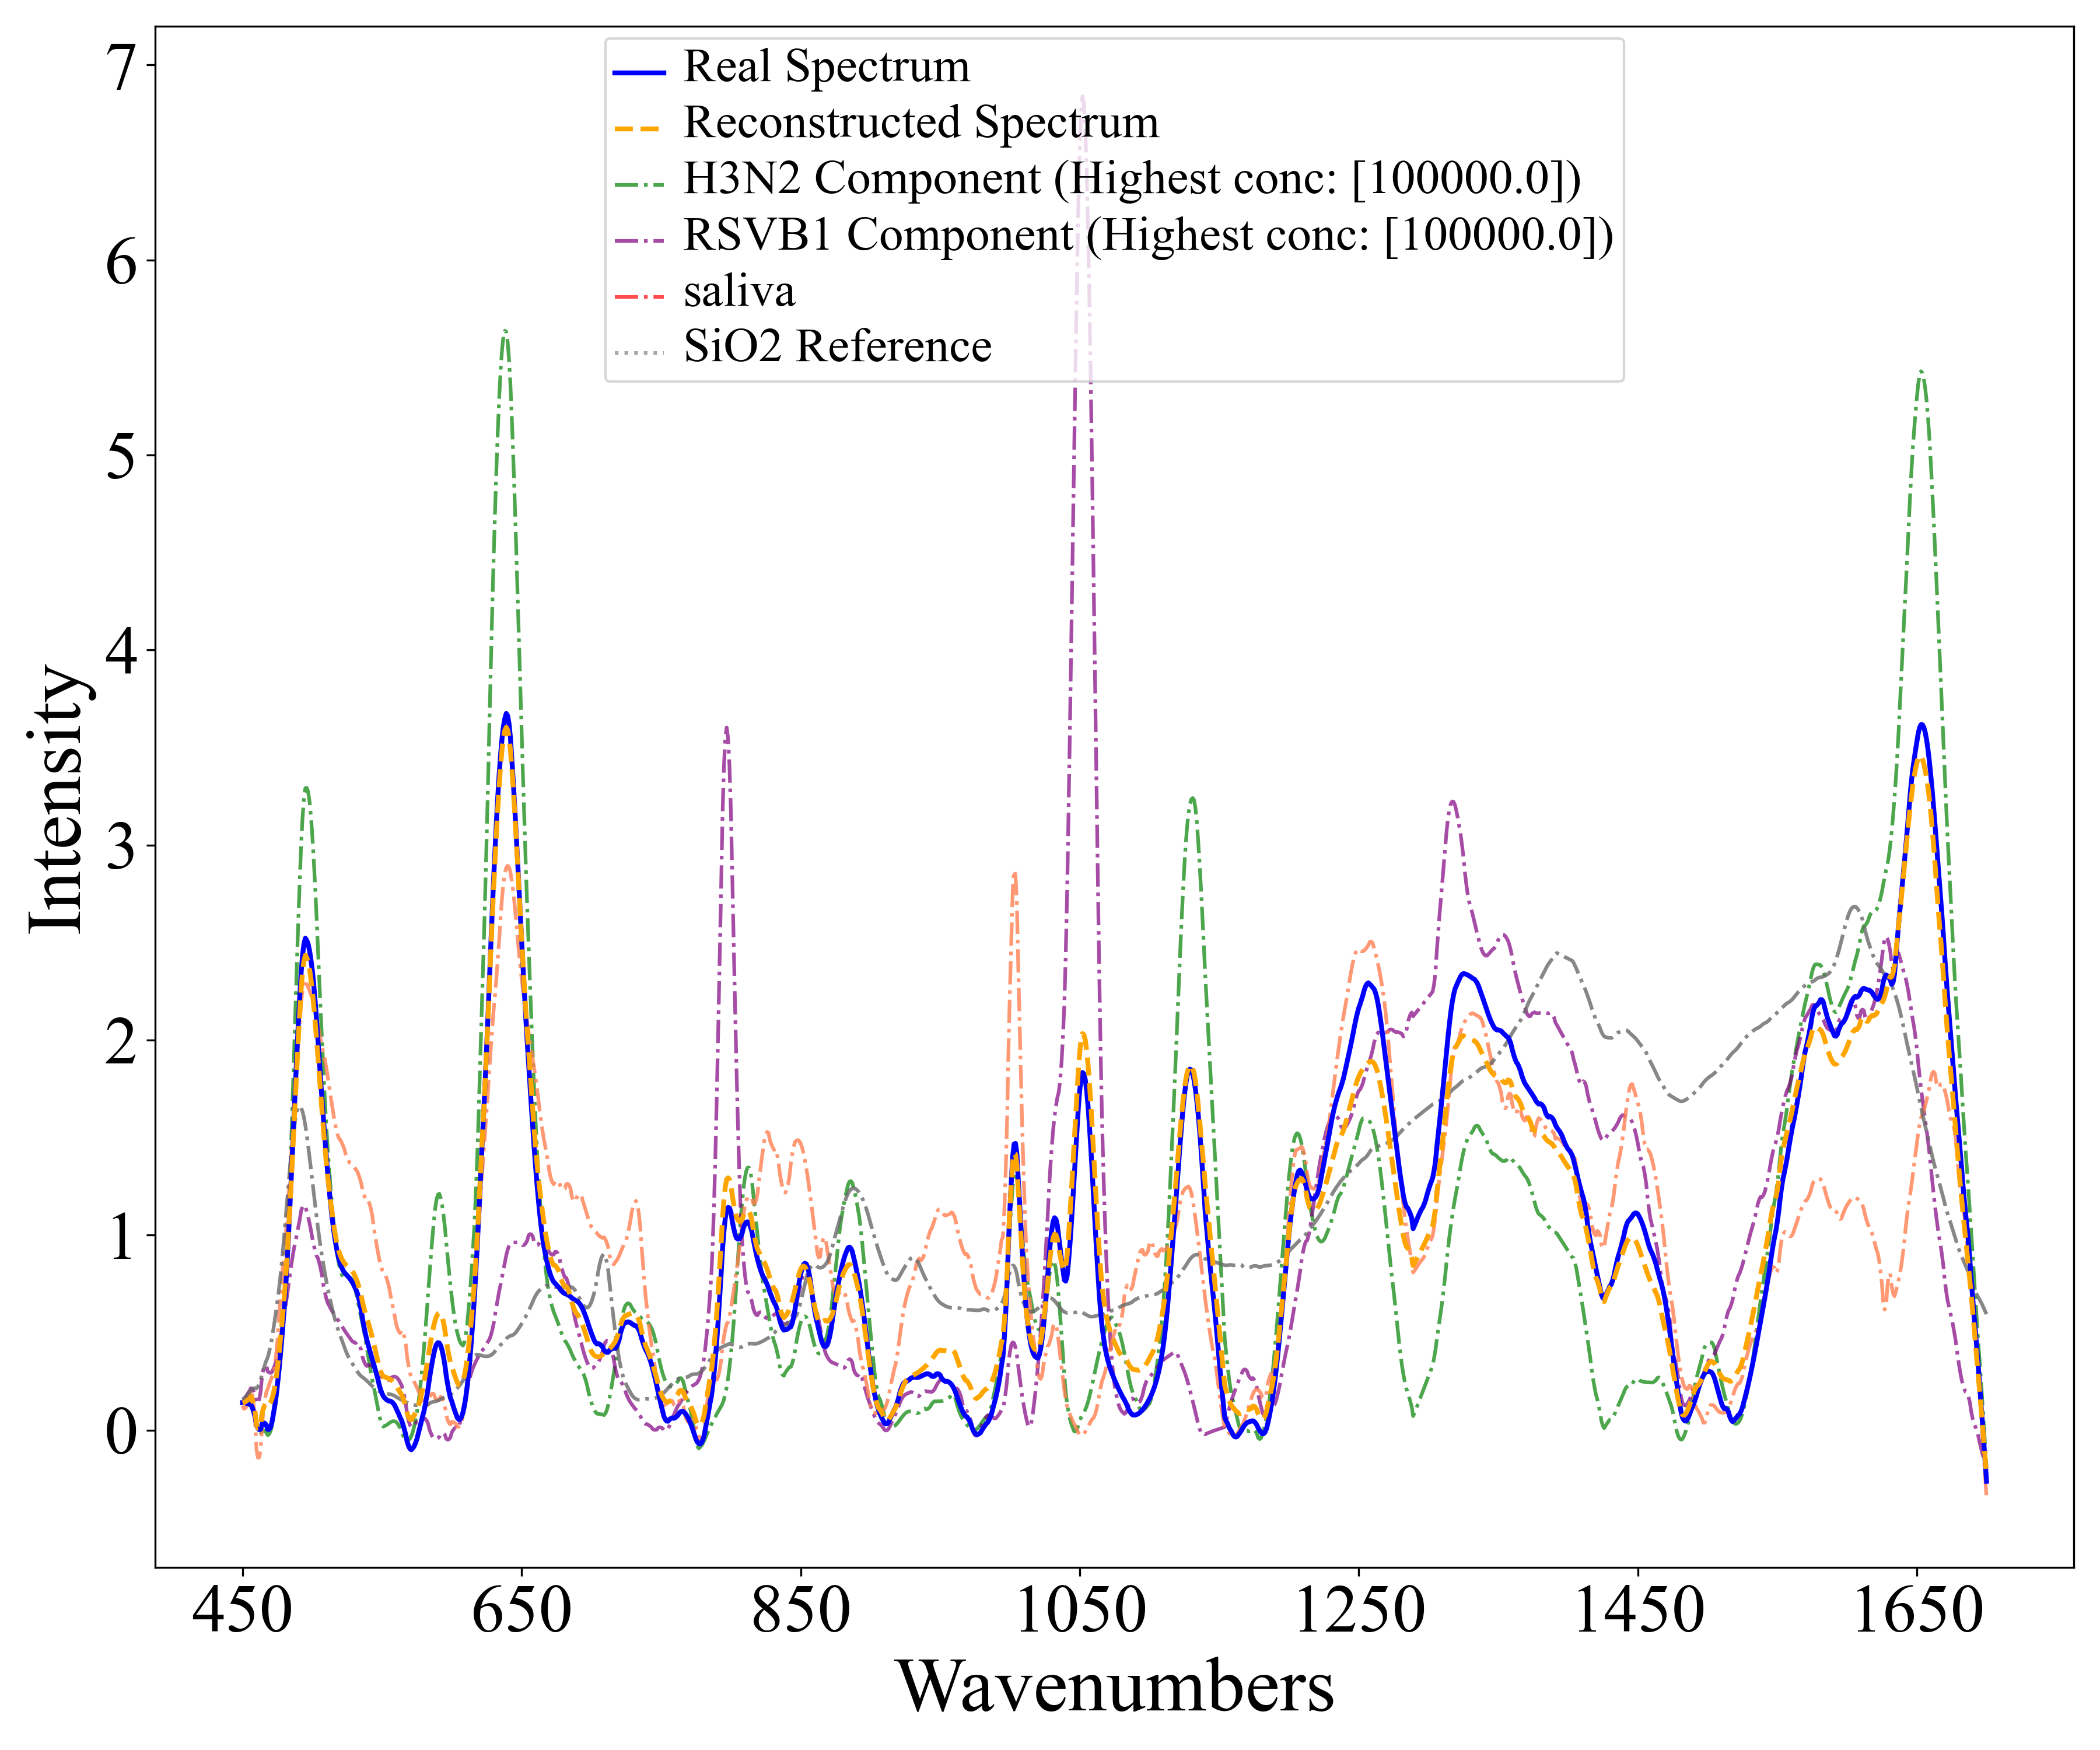 Real Spectrum
Reconstructed Spectrum
H3N2 Component (Highest conc: [100000.0])
RSVB1 Component (Highest conc: [100000.0])
saliva
SiO2 Reference
7
6
5
4
3
2
1
0
Intensity
450 650 850 1050 1250 1450 1650
Wavenumbers